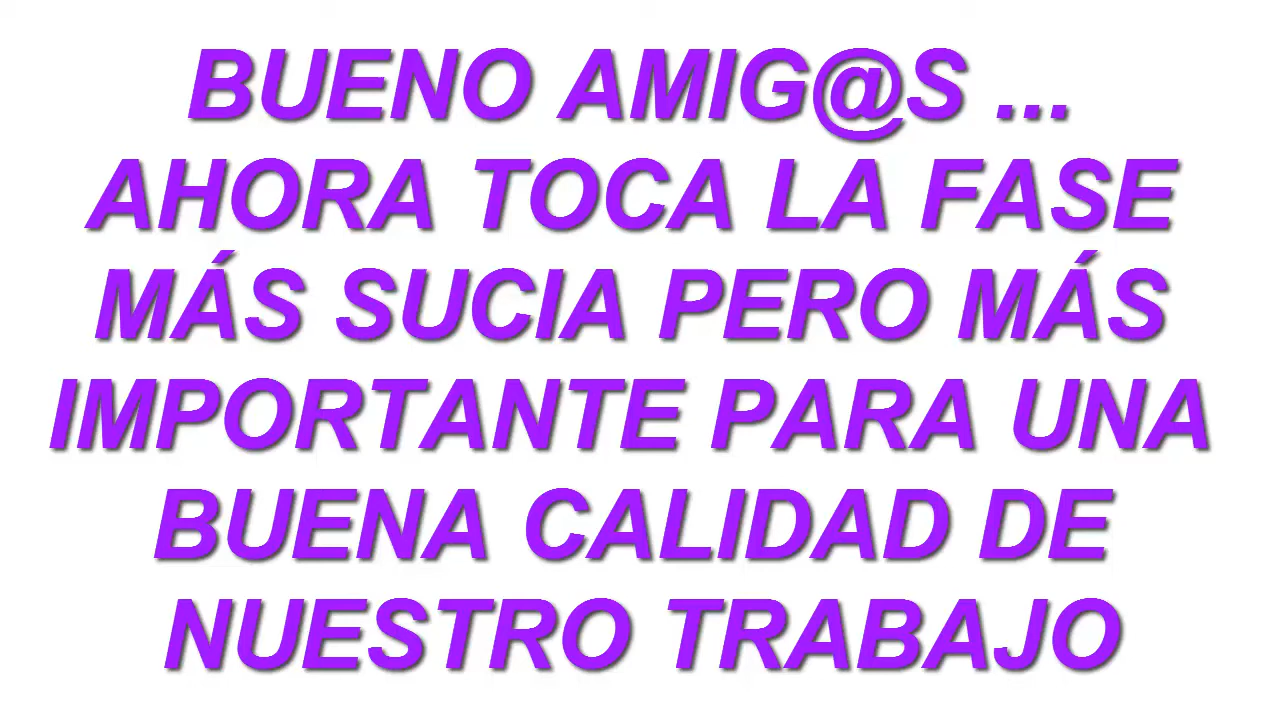 BUENO AMIG@S ...
AHORA TOCA LA FASE
MÁS SUCIA PERO MÁS
IMPORTANTE PARA UNA
BUENA CALIDAD DE
NUESTRO TRABAJO